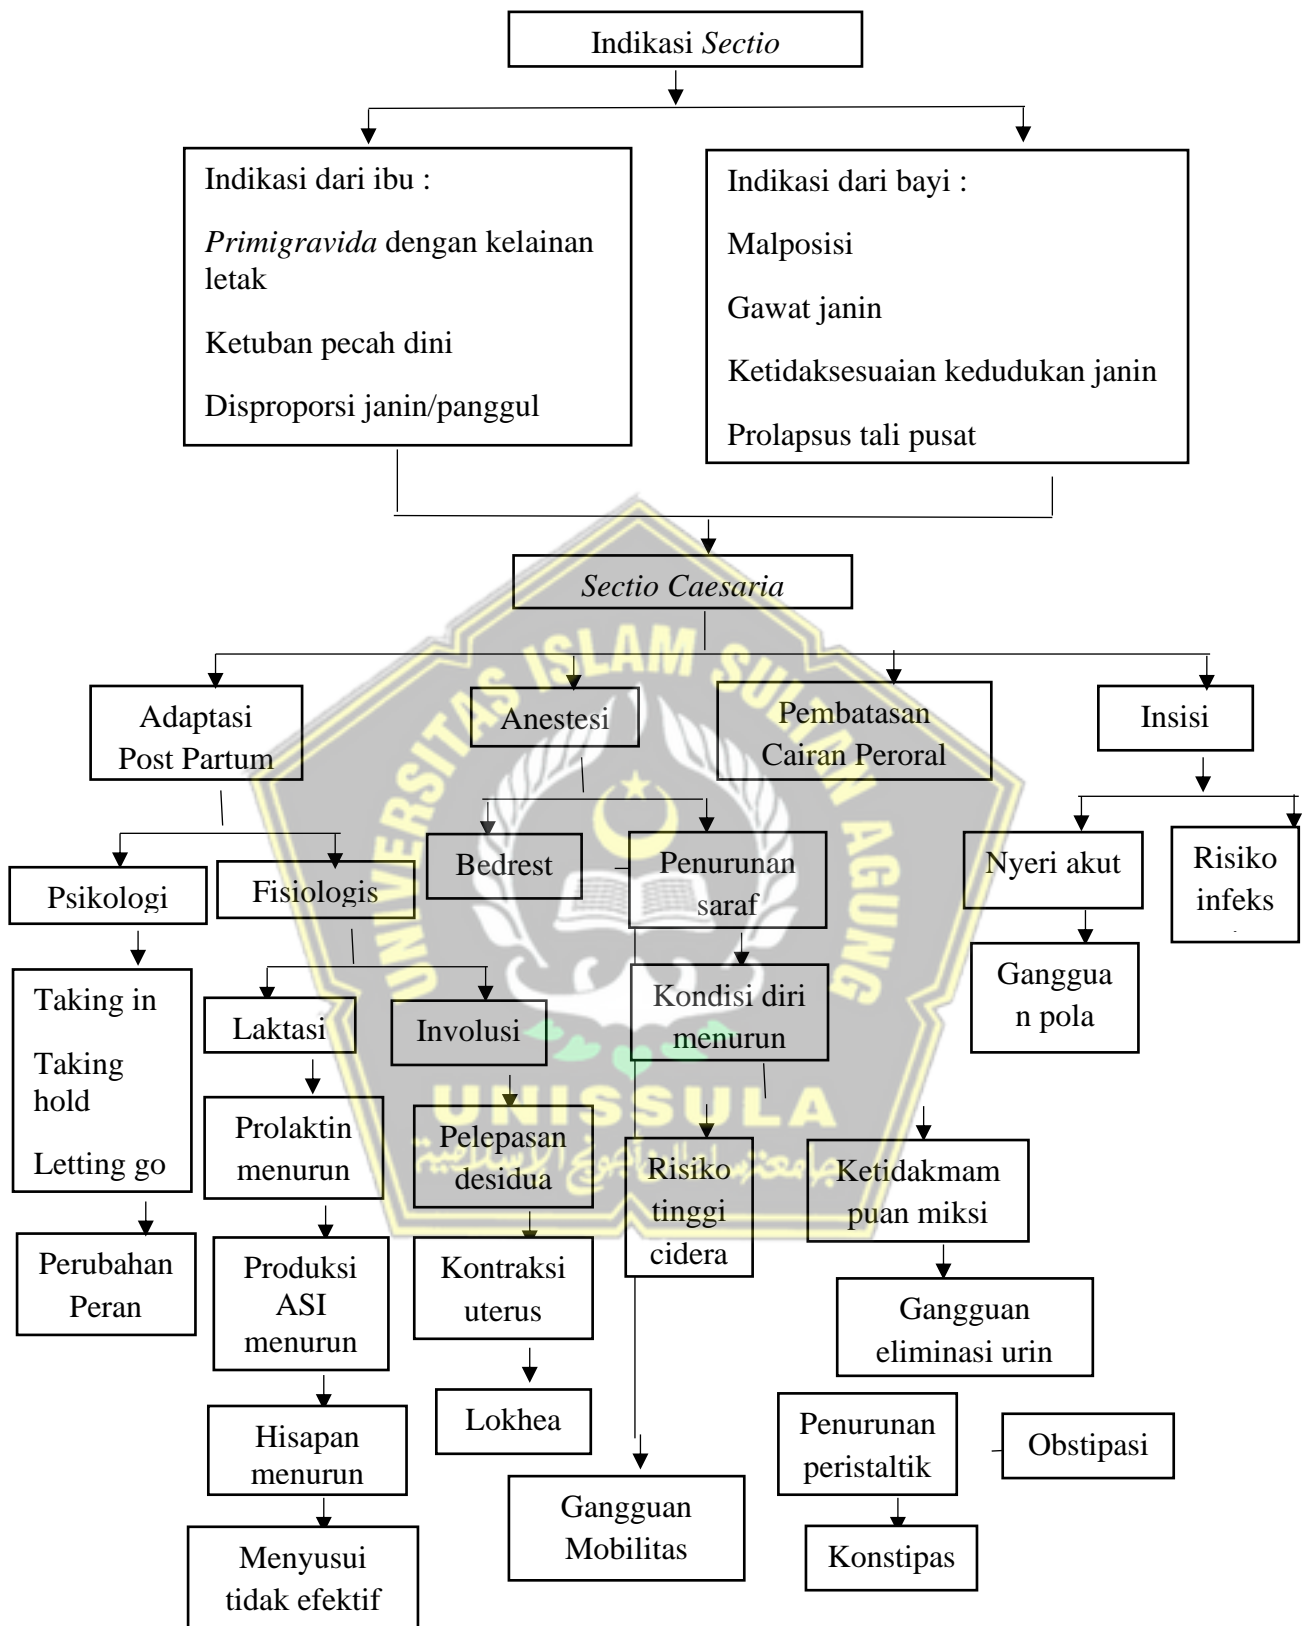 Indikasi Sectio
Indikasi dari ibu :
Primigravida dengan kelainan
letak
Ketuban pecah dini
Disproporsi janin/panggul
Indikasi dari bayi :
Malposisi
Gawat janin
Ketidaksesuaian kedudukan janin
Prolapsus tali pusat
Sectio Caesaria
UNIVERSITAS ISLAM SULTAN AGUNG
Adaptasi
Post Partum
Anestesi
Pembatasan
Cairan Peroral
Insisi
Psikologi
Fisiologis
Bedrest
Penurunan
saraf
Nyeri akut
Risiko
infeks
Taking in
Taking
hold
Letting go
Laktasi
Involusi
Kondisi diri
menurun
Ganggua
n pola
UNISSULA
Prolaktin
menurun
Pelepasan
desidua
Risiko
tinggi
cidera
Ketidakmam
puan miksi
Perubahan
Peran
Produksi
ASI
menurun
Kontraksi
uterus
Gangguan
eliminasi urin
Hisapan
menurun
Lokhea
Penurunan
peristaltik
Obstipasi
Menyusui
tidak efektif
Gangguan
Mobilitas
Konstipas